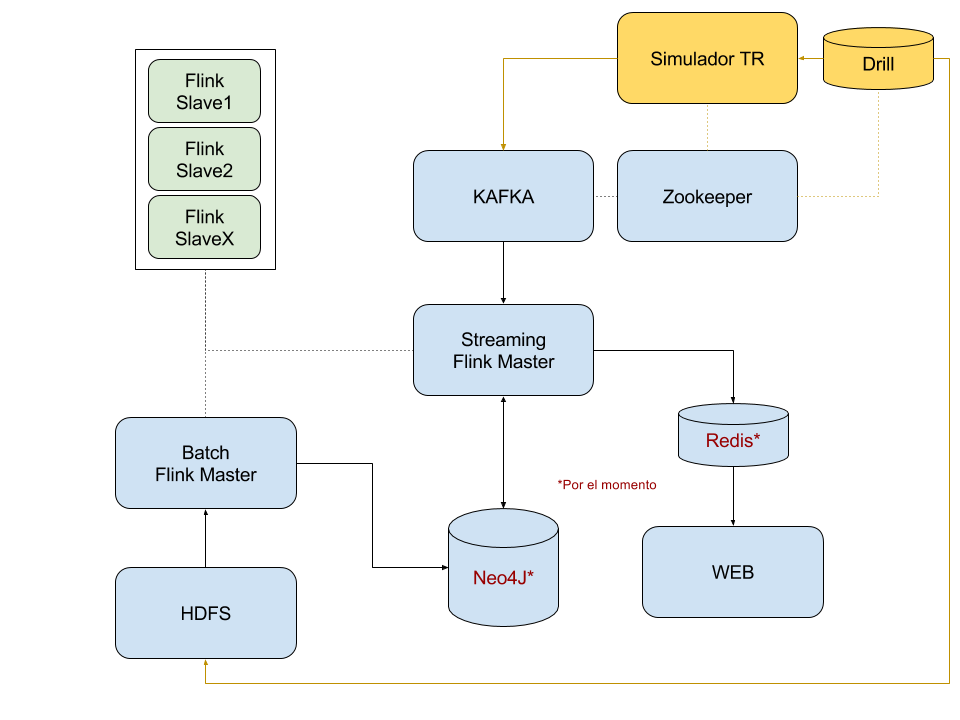 Flink
Slave1
Flink
Slave2
Flink
SlaveX
Simulador TR
Drill
KAFKA
Zookeeper
Streaming
Flink Master
Batch
Flink Master
Redis*
*Por el momento
Neo4J*
WEB
HDFS